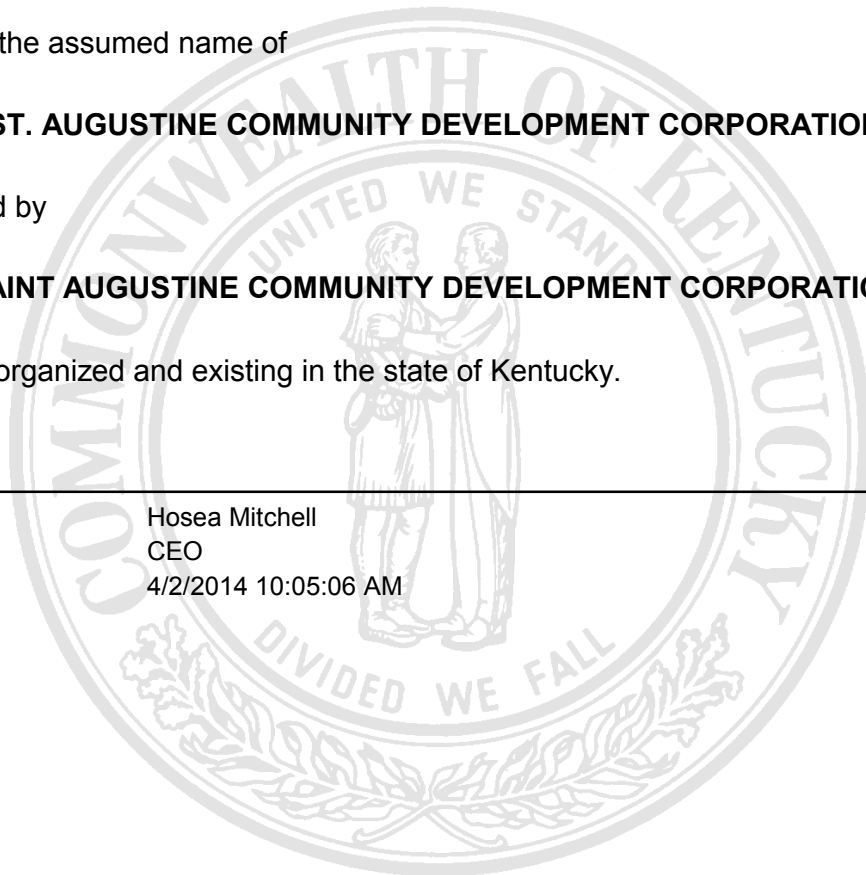 the assumed name of
ST. AUGUSTINE COMMUNITY DEVELOPMENT CORPORATION
d by
AINT AUGUSTINE COMMUNITY DEVELOPMENT CORPORATIO
organized and existing in the state of Kentucky.
Hosea Mitchell
CEO
4/2/2014 10:05:06 AM
COMMONWEALTH OF KENTUCKY
UNITED WE STAND
DIVIDED WE FALL